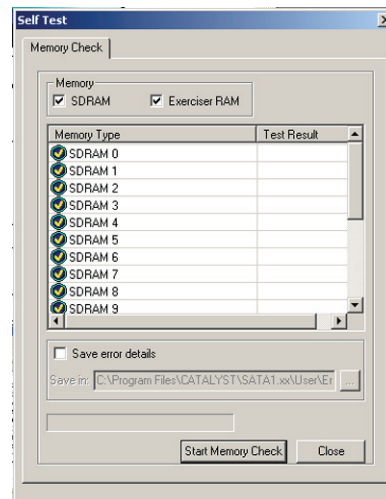 Self Test
Memory Check
Memory
SDRAM Exerciser RAM
Memory Type Test Result
SDRAM 0
SDRAM 1
SDRAM 2
SDRAM 3
SDRAM 4
SDRAM 5
SDRAM 6
SDRAM 7
SDRAM 8
SDRAM 9
Save error details
Save in: C:\Program Files\CATALYST\SATA1.xx\User\Er ...
Start Memory Check Close